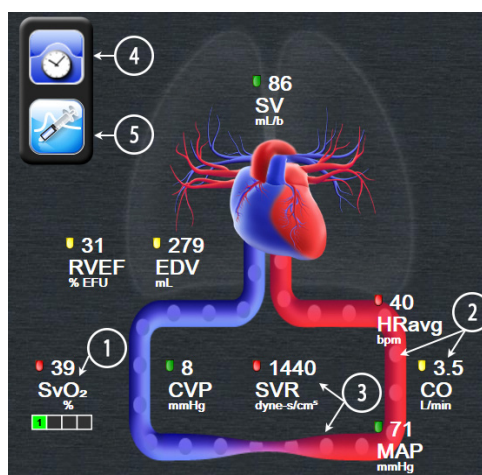 4
5
86
SV
mL/b
31
RVEF
% EFU
279
EDV
mL
40
HRavg
bpm
2
1
39
SvO₂
%
1
8
CVP
mmHg
1440
SVR
dyne-s/cm⁵
3
3.5
CO
L/min
71
MAP
mmHg